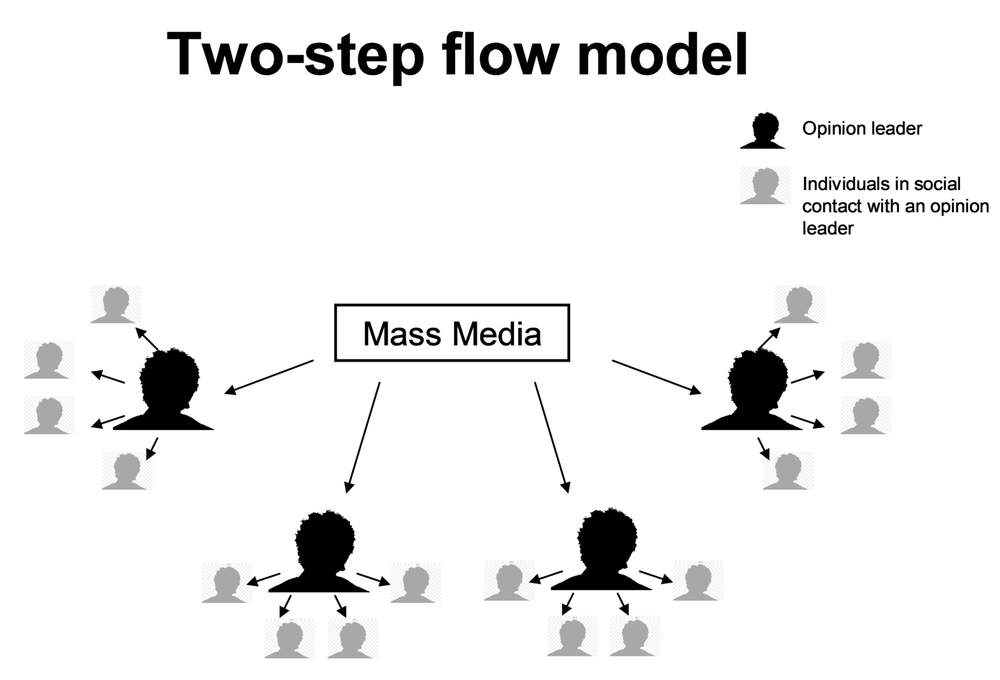 Two-step flow model
Opinion leader
Individuals in social
contact with an opinion
leader
Mass Media